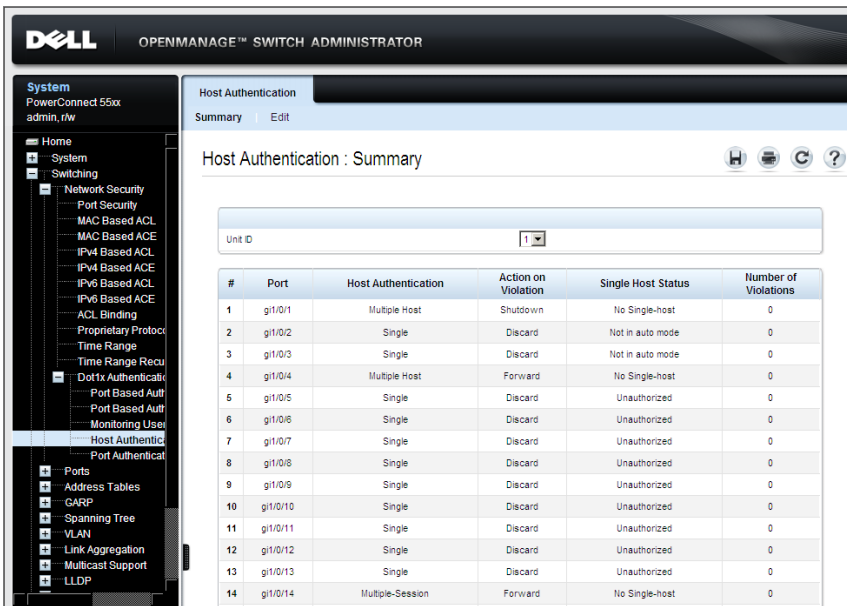 DELL
OPENMANAGE™ SWITCH ADMINISTRATOR
System
PowerConnect 55xx
admin, r/w
Home
System
Switching
Network Security
Port Security
MAC Based ACL
MAC Based ACE
IPv4 Based ACL
IPv4 Based ACE
IPv6 Based ACL
IPv6 Based ACE
ACL Binding
Proprietary Protoco
Time Range
Time Range Recu
Dot1x Authenticatio
Port Based Auth
Port Based Auth
Monitoring User
Host Authentica
Port Authenticat
Ports
Address Tables
GARP
Spanning Tree
VLAN
Link Aggregation
Multicast Support
LLDP
Host Authentication
Summary Edit
Host Authentication : Summary
?
Unit ID 1
# Port Host Authentication Action on Violation Single Host Status Number of Violations
1 gi1/0/1 Multiple Host Shutdown No Single-host 0
2 gi1/0/2 Single Discard Not in auto mode 0
3 gi1/0/3 Single Discard Not in auto mode 0
4 gi1/0/4 Multiple Host Forward No Single-host 0
5 gi1/0/5 Single Discard Unauthorized 0
6 gi1/0/6 Single Discard Unauthorized 0
7 gi1/0/7 Single Discard Unauthorized 0
8 gi1/0/8 Single Discard Unauthorized 0
9 gi1/0/9 Single Discard Unauthorized 0
10 gi1/0/10 Single Discard Unauthorized 0
11 gi1/0/11 Single Discard Unauthorized 0
12 gi1/0/12 Single Discard Unauthorized 0
13 gi1/0/13 Single Discard Unauthorized 0
14 gi1/0/14 Multiple-Session Forward No Single-host 0